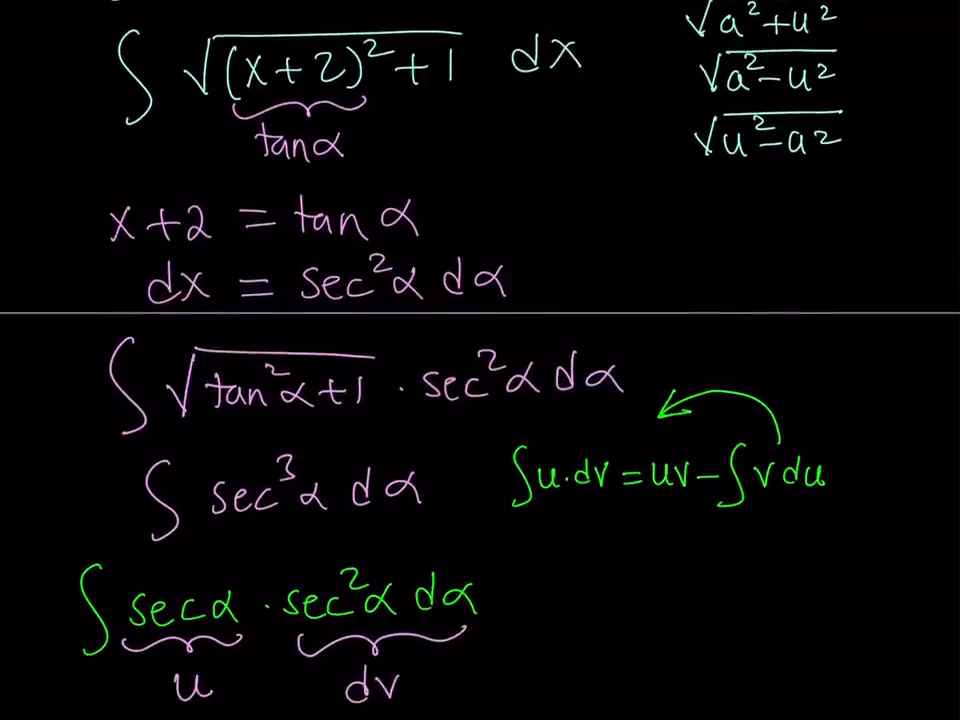 ∫ √((x+2)²+1) dx
tanα
√(a²+u²)
√(a²−u²)
√(u²−a²)
x+2 = tan α
dx = sec²α dα
∫ √(tan²α+1) · sec²α dα
∫ sec³α dα
∫u·dv = uv−∫v du
∫ secα · sec²α dα
u dv